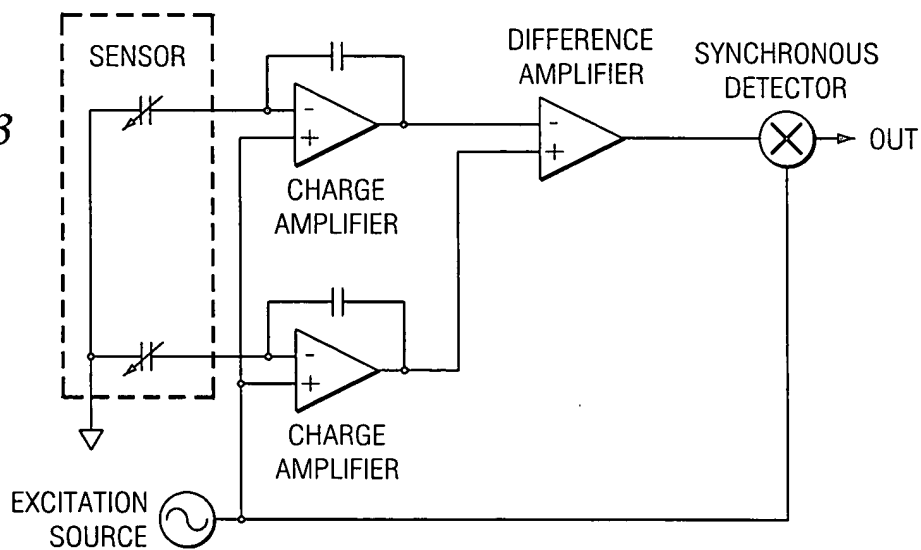 SENSOR
DIFFERENCE
AMPLIFIER
SYNCHRONOUS
DETECTOR
3
-
+
CHARGE
AMPLIFIER
-
+
OUT
-
+
CHARGE
AMPLIFIER
EXCITATION
SOURCE